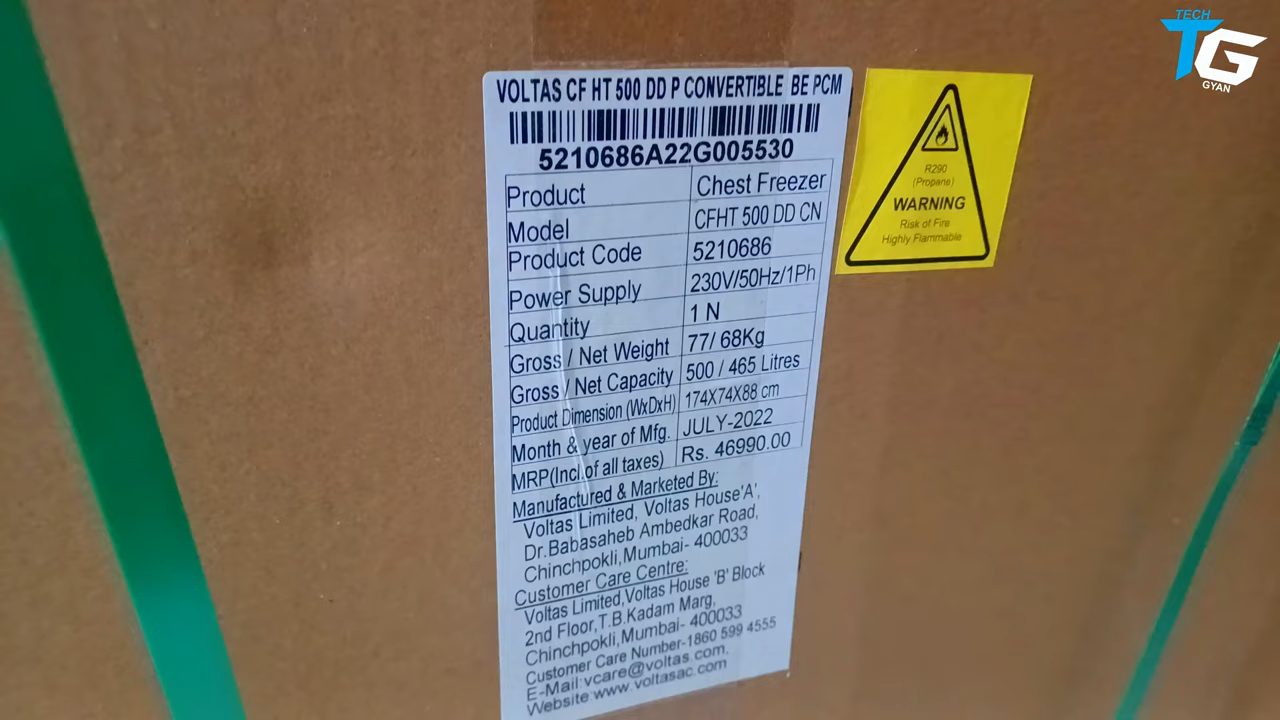 TECH
TG
GYAN
VOLTAS CF HT 500 DD P CONVERTIBLE BE PCM
5210686A22G005530
Product Chest Freezer
Model CFHT 500 DD CN
Product Code 5210686
Power Supply 230V/50Hz/1Ph
Quantity 1 N
Gross / Net Weight 77/ 68Kg
Gross / Net Capacity 500 / 465 Litres
Product Dimension (WxDxH) 174X74X88 cm
Month & year of Mfg. JULY-2022
MRP(Incl.of all taxes) Rs. 46990.00
Manufactured & Marketed By:
Voltas Limited, Voltas House'A',
Dr.Babasaheb Ambedkar Road,
Chinchpokli,Mumbai- 400033
Customer Care Centre:
Voltas Limited,Voltas House 'B' Block
2nd Floor,T.B.Kadam Marg,
Chinchpokli,Mumbai- 400033
Customer Care Number-1860 599 4555
E-Mail:vcare@voltas.com,
Website:www.voltasac.com
R290
(Propane)
WARNING
Risk of Fire
Highly Flammable